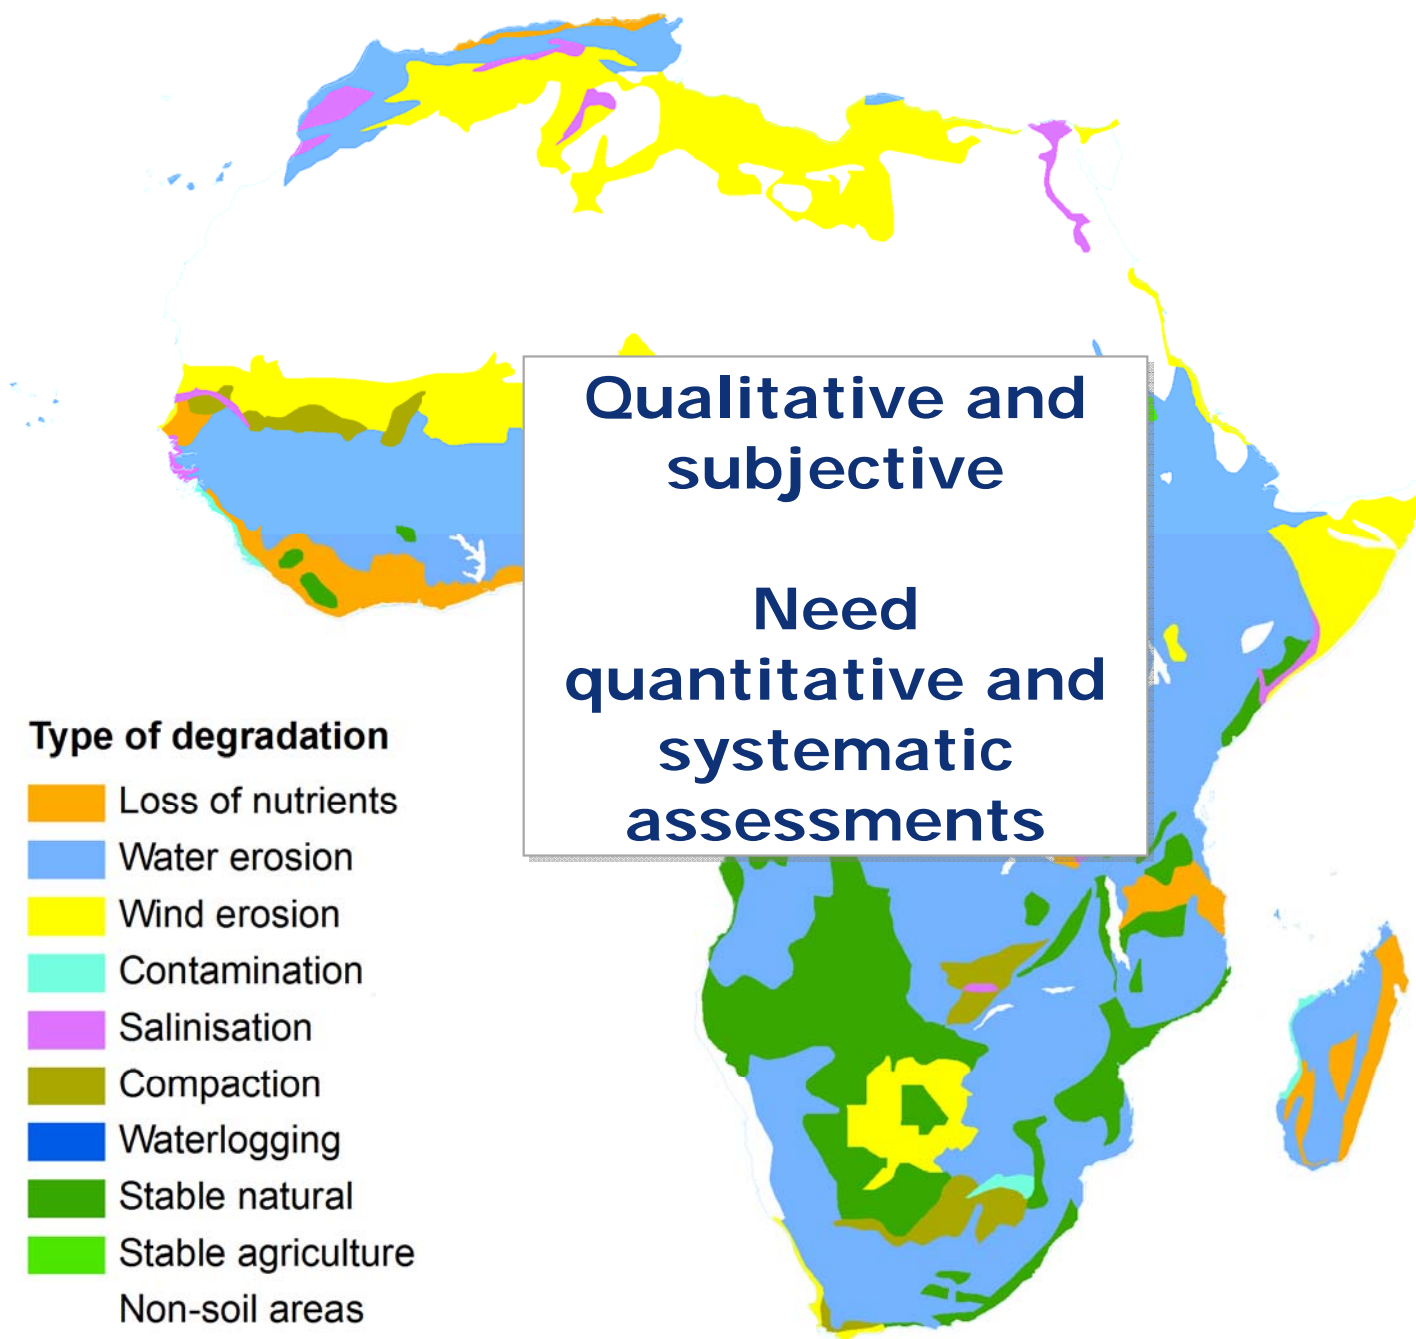 Qualitative and
subjective
Need
quantitative and
systematic
assessments
Type of degradation
Loss of nutrients
Water erosion
Wind erosion
Contamination
Salinisation
Compaction
Waterlogging
Stable natural
Stable agriculture
Non-soil areas